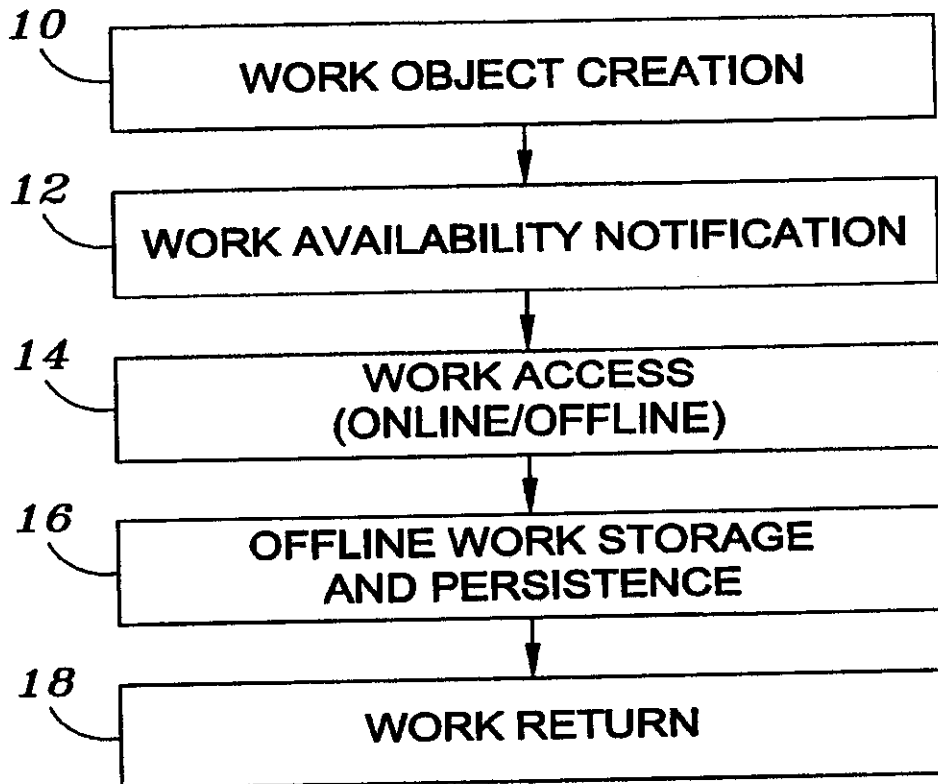 10
WORK OBJECT CREATION
12
WORK AVAILABILITY NOTIFICATION
14
WORK ACCESS
(ONLINE/OFFLINE)
16
OFFLINE WORK STORAGE
AND PERSISTENCE
18
WORK RETURN